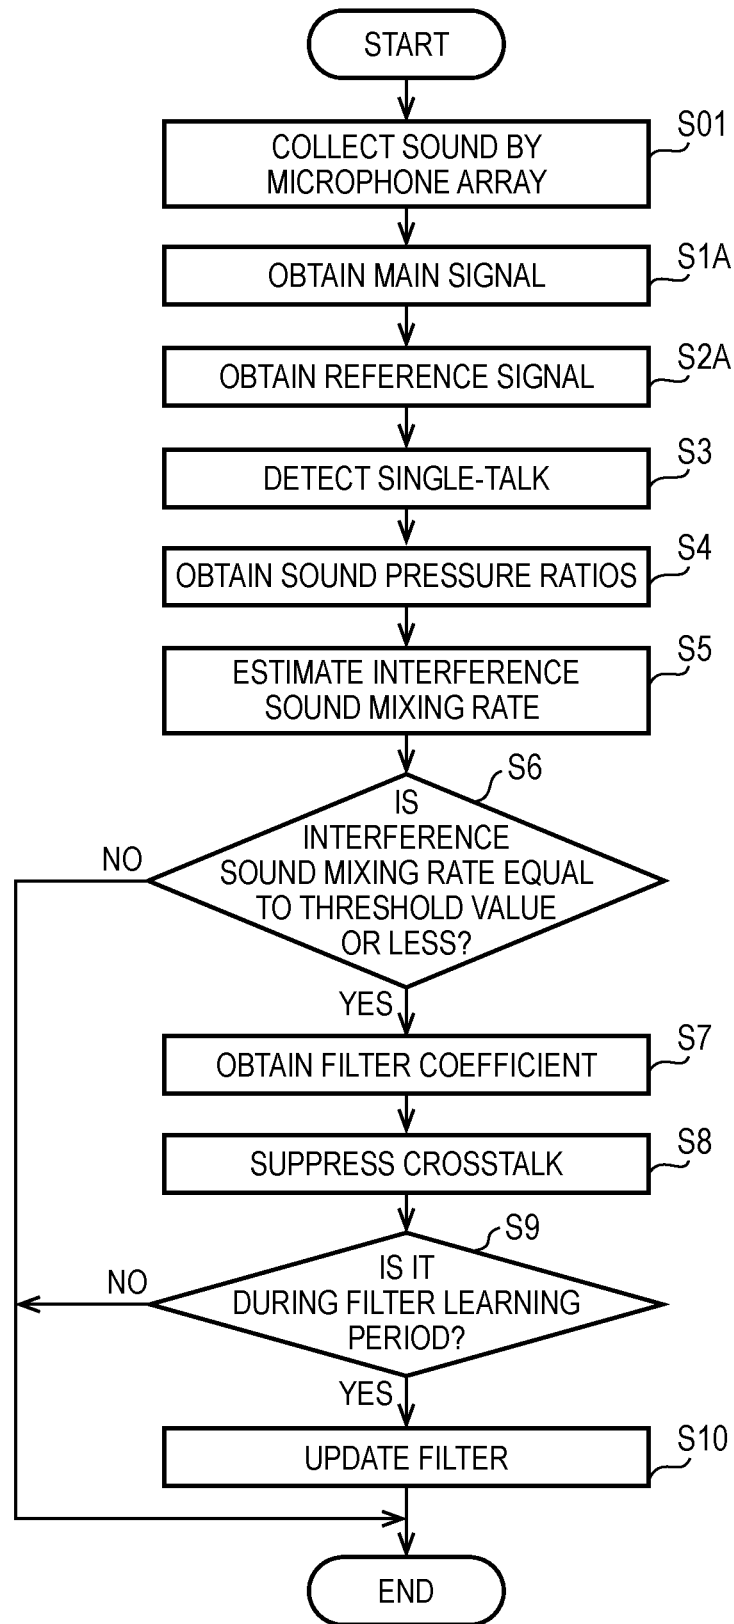 START
COLLECT SOUND BY
MICROPHONE ARRAY
S01
OBTAIN MAIN SIGNAL
S1A
OBTAIN REFERENCE SIGNAL
S2A
DETECT SINGLE-TALK
S3
OBTAIN SOUND PRESSURE RATIOS
S4
ESTIMATE INTERFERENCE
SOUND MIXING RATE
S5
S6
IS
INTERFERENCE
SOUND MIXING RATE EQUAL
TO THRESHOLD VALUE
OR LESS?
NO
YES
OBTAIN FILTER COEFFICIENT
S7
SUPPRESS CROSSTALK
S8
S9
IS IT
DURING FILTER LEARNING
PERIOD?
NO
YES
UPDATE FILTER
S10
END